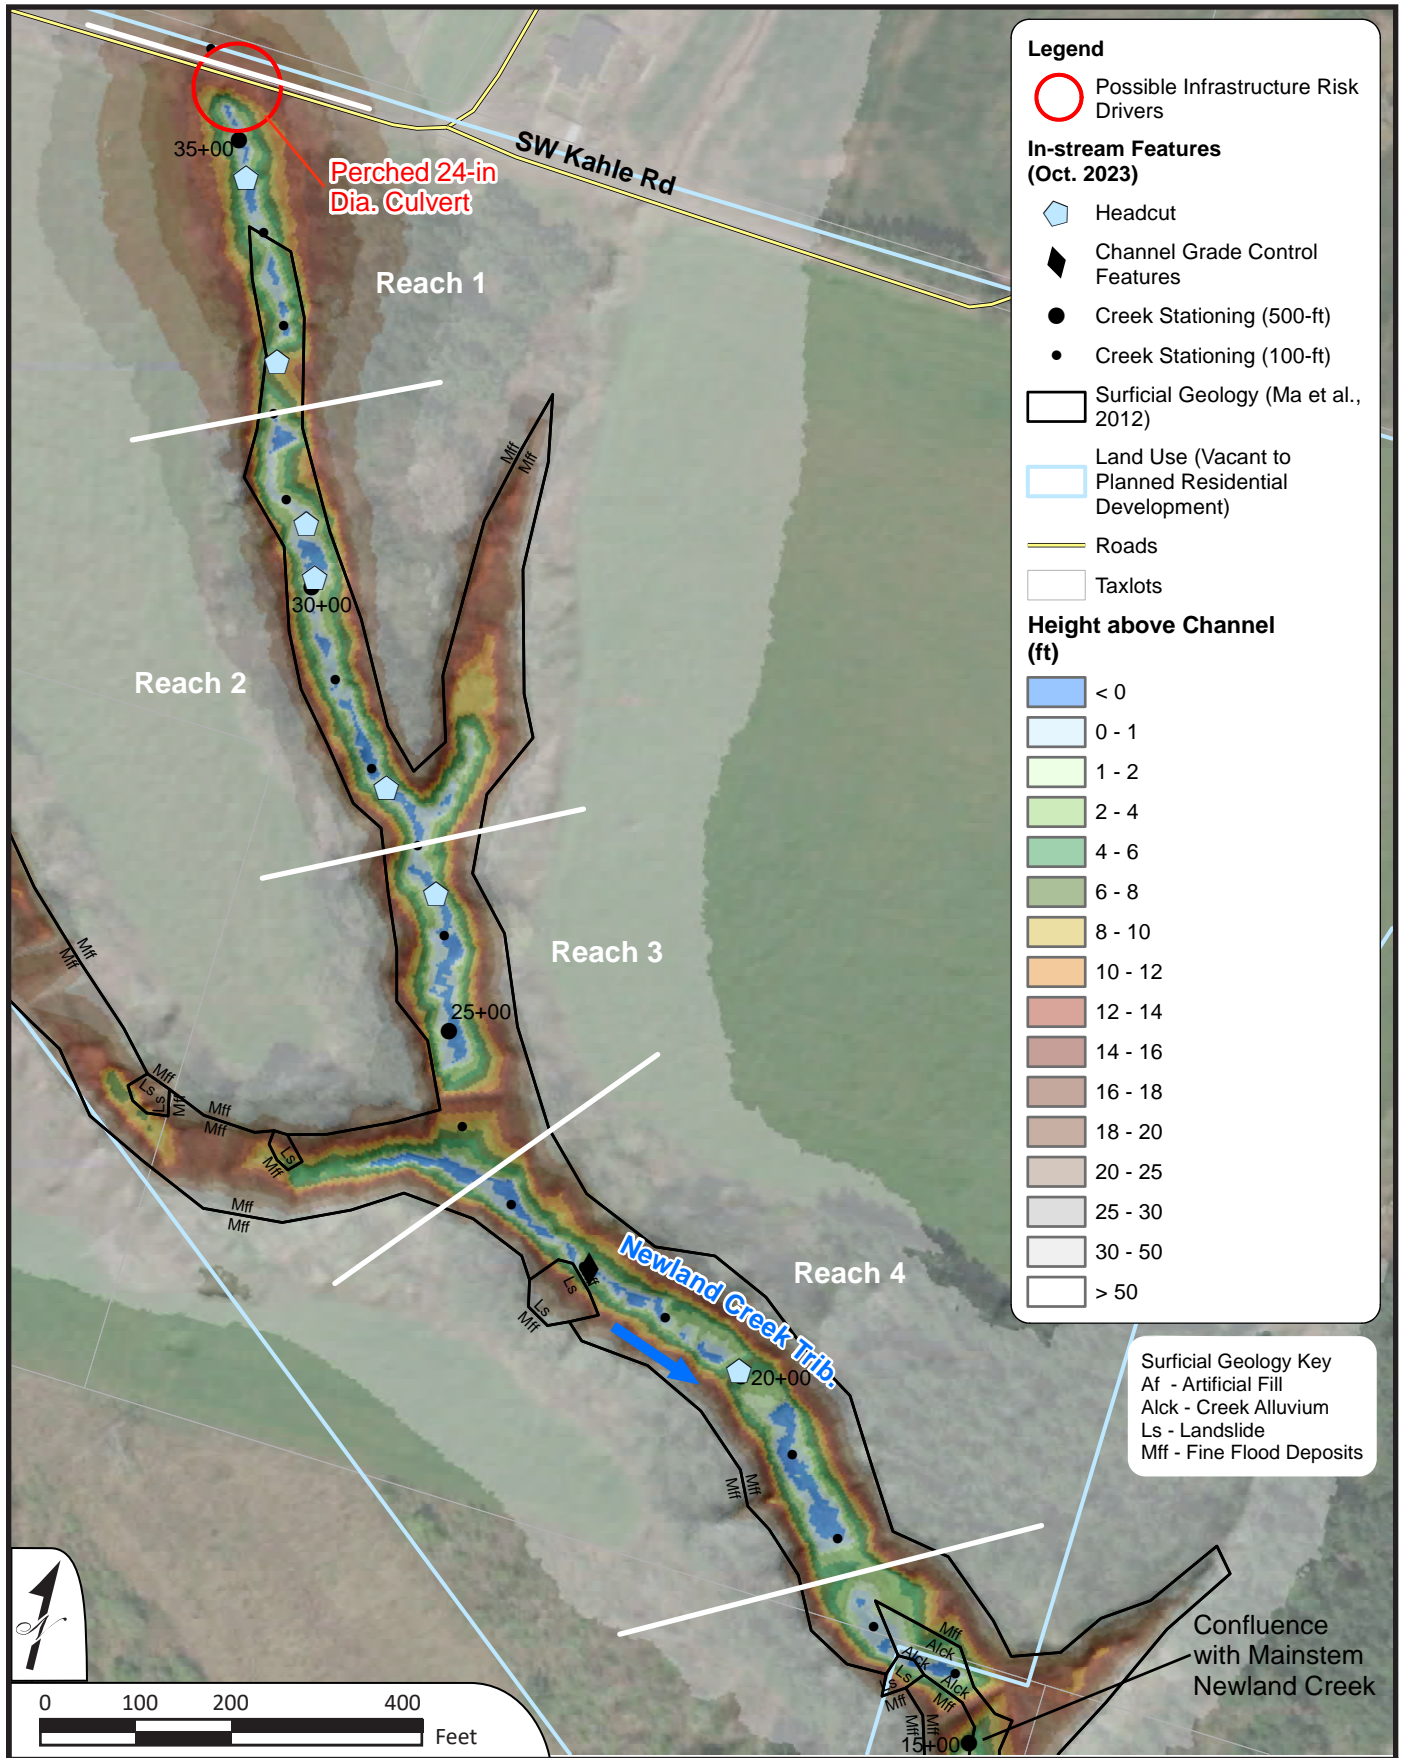 35+00
Perched 24-in
Dia. Culvert
SW Kahle Rd
Reach 1
Mff
Mff
30+00
Reach 2
Reach 3
25+00
Mff
Mff
Mff
Ls
Ls
Mff
Mff
Mff
Ls
Mff
Mff
Mff
Newland Creek Trib.
Reach 4
Ls
Ls
Mff
20+00
Mff
Mff
Mff
Alck
Alck
Alck
Ls
Ls
Mff
Mff
Mff
Mff
15+00
Confluence
with Mainstem
Newland Creek
0 100 200 400
Feet
Legend
Possible Infrastructure Risk
Drivers
In-stream Features
(Oct. 2023)
Headcut
Channel Grade Control
Features
Creek Stationing (500-ft)
Creek Stationing (100-ft)
Surficial Geology (Ma et al.,
2012)
Land Use (Vacant to
Planned Residential
Development)
Roads
Taxlots
Height above Channel
(ft)
< 0
0 - 1
1 - 2
2 - 4
4 - 6
6 - 8
8 - 10
10 - 12
12 - 14
14 - 16
16 - 18
18 - 20
20 - 25
25 - 30
30 - 50
> 50
Surficial Geology Key
Af - Artificial Fill
Alck - Creek Alluvium
Ls - Landslide
Mff - Fine Flood Deposits